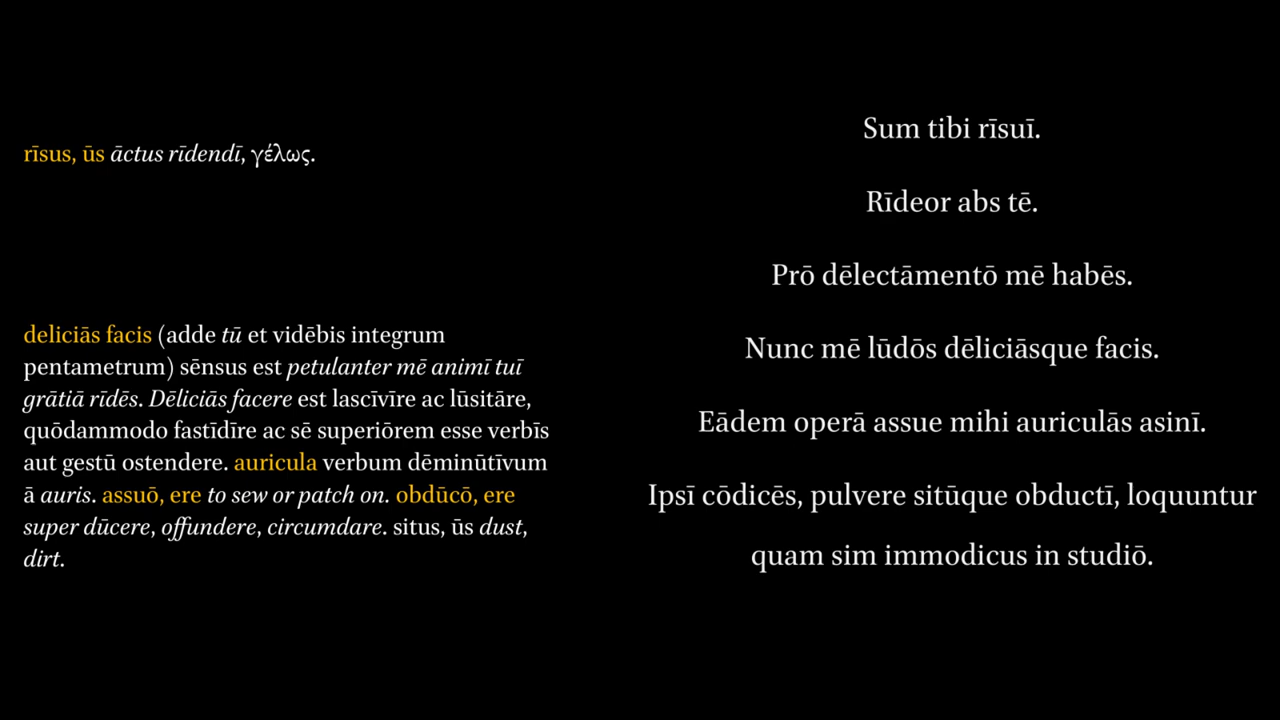 rīsus, ūs āctus rīdendī, γέλως.
deliciās facis (adde tū et vidēbis integrum
pentametrum) sēnsus est petulanter mē animī tuī
grātiā rīdēs. Dēliciās facere est lascīvīre ac lūsitāre,
quōdammodo fastīdīre ac sē superiōrem esse verbīs
aut gestū ostendere. auricula verbum dēminūtīvum
ā auris. assuō, ere to sew or patch on. obdūcō, ere
super dūcere, offundere, circumdare. situs, ūs dust,
dirt.
Sum tibi rīsuī.
Rīdeor abs tē.
Prō dēlectāmentō mē habēs.
Nunc mē lūdōs dēliciāsque facis.
Eādem operā assue mihi auriculās asinī.
Ipsī cōdicēs, pulvere sitūque obductī, loquuntur
quam sim immodicus in studiō.